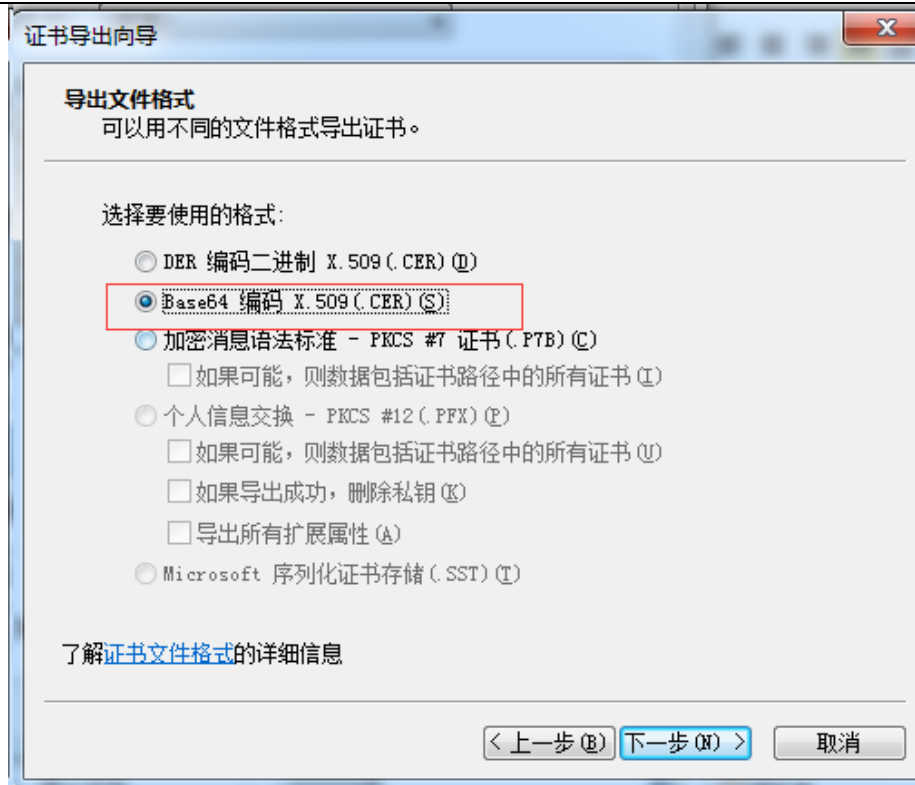 证书导出向导
导出文件格式
可以用不同的文件格式导出证书。
选择要使用的格式:
DER 编码二进制 X.509(.CER)(D)
Base64 编码 X.509(.CER)(S)
加密消息语法标准 - PKCS #7 证书(.P7B)(C)
如果可能，则数据包括证书路径中的所有证书(I)
个人信息交换 - PKCS #12(.PFX)(P)
如果可能，则数据包括证书路径中的所有证书(U)
如果导出成功，删除私钥(K)
导出所有扩展属性(A)
Microsoft 序列化证书存储(.SST)(T)
了解证书文件格式的详细信息
< 上一步(B) 下一步(N) > 取消